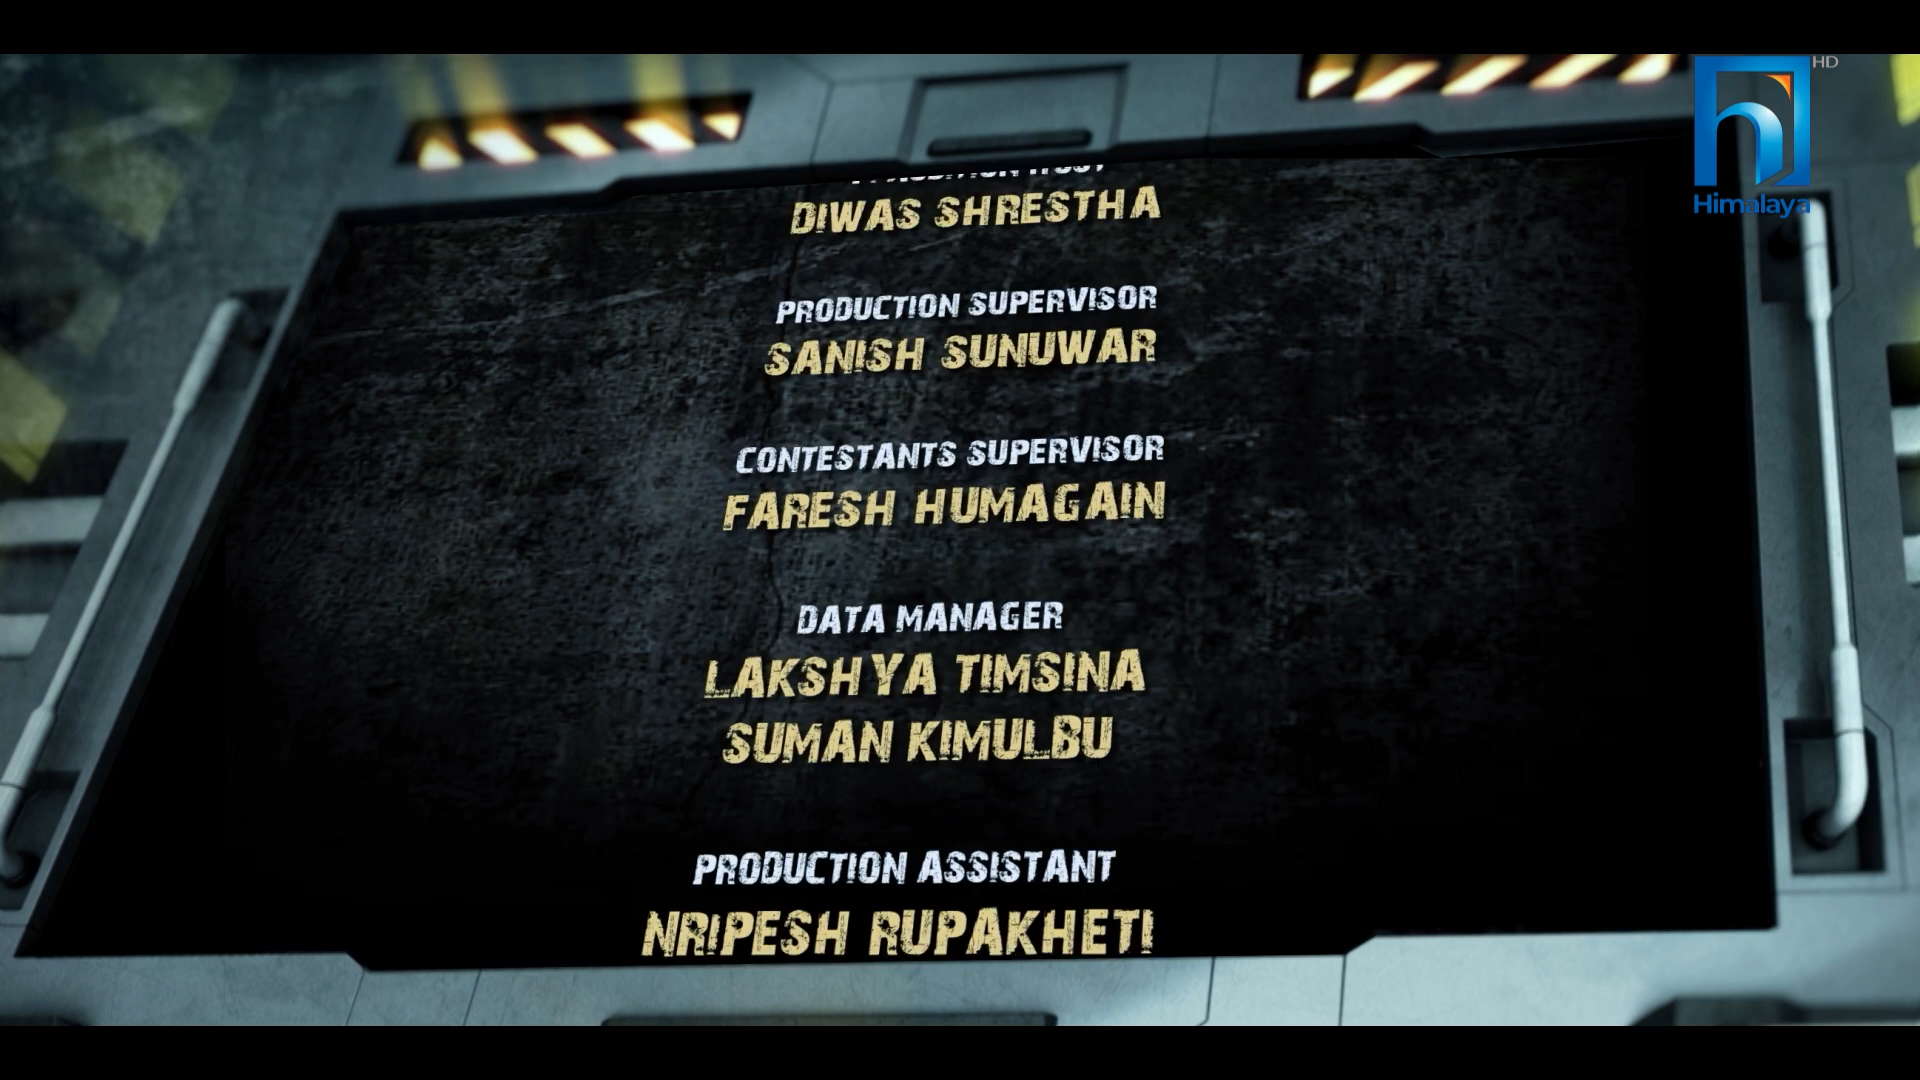 HD
Himalaya
DIWAS SHRESTHA
PRODUCTION SUPERVISOR
SANISH SUNUWAR
CONTESTANTS SUPERVISOR
FARESH HUMAGAIN
DATA MANAGER
LAKSHYA TIMSINA
SUMAN KIMULBU
PRODUCTION ASSISTANT
NRIPESH RUPAKHETI